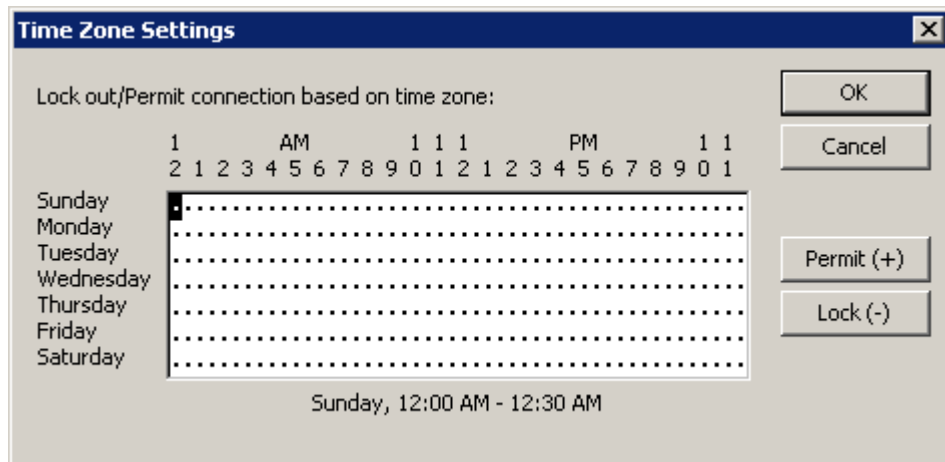 Time Zone Settings
Lock out/Permit connection based on time zone:
OK
Cancel
1 AM 1 1 1 PM 1 1
2 1 2 3 4 5 6 7 8 9 0 1 2 1 2 3 4 5 6 7 8 9 0 1
Sunday
Monday
Tuesday
Wednesday
Thursday
Friday
Saturday
Permit (+)
Lock (-)
Sunday, 12:00 AM - 12:30 AM